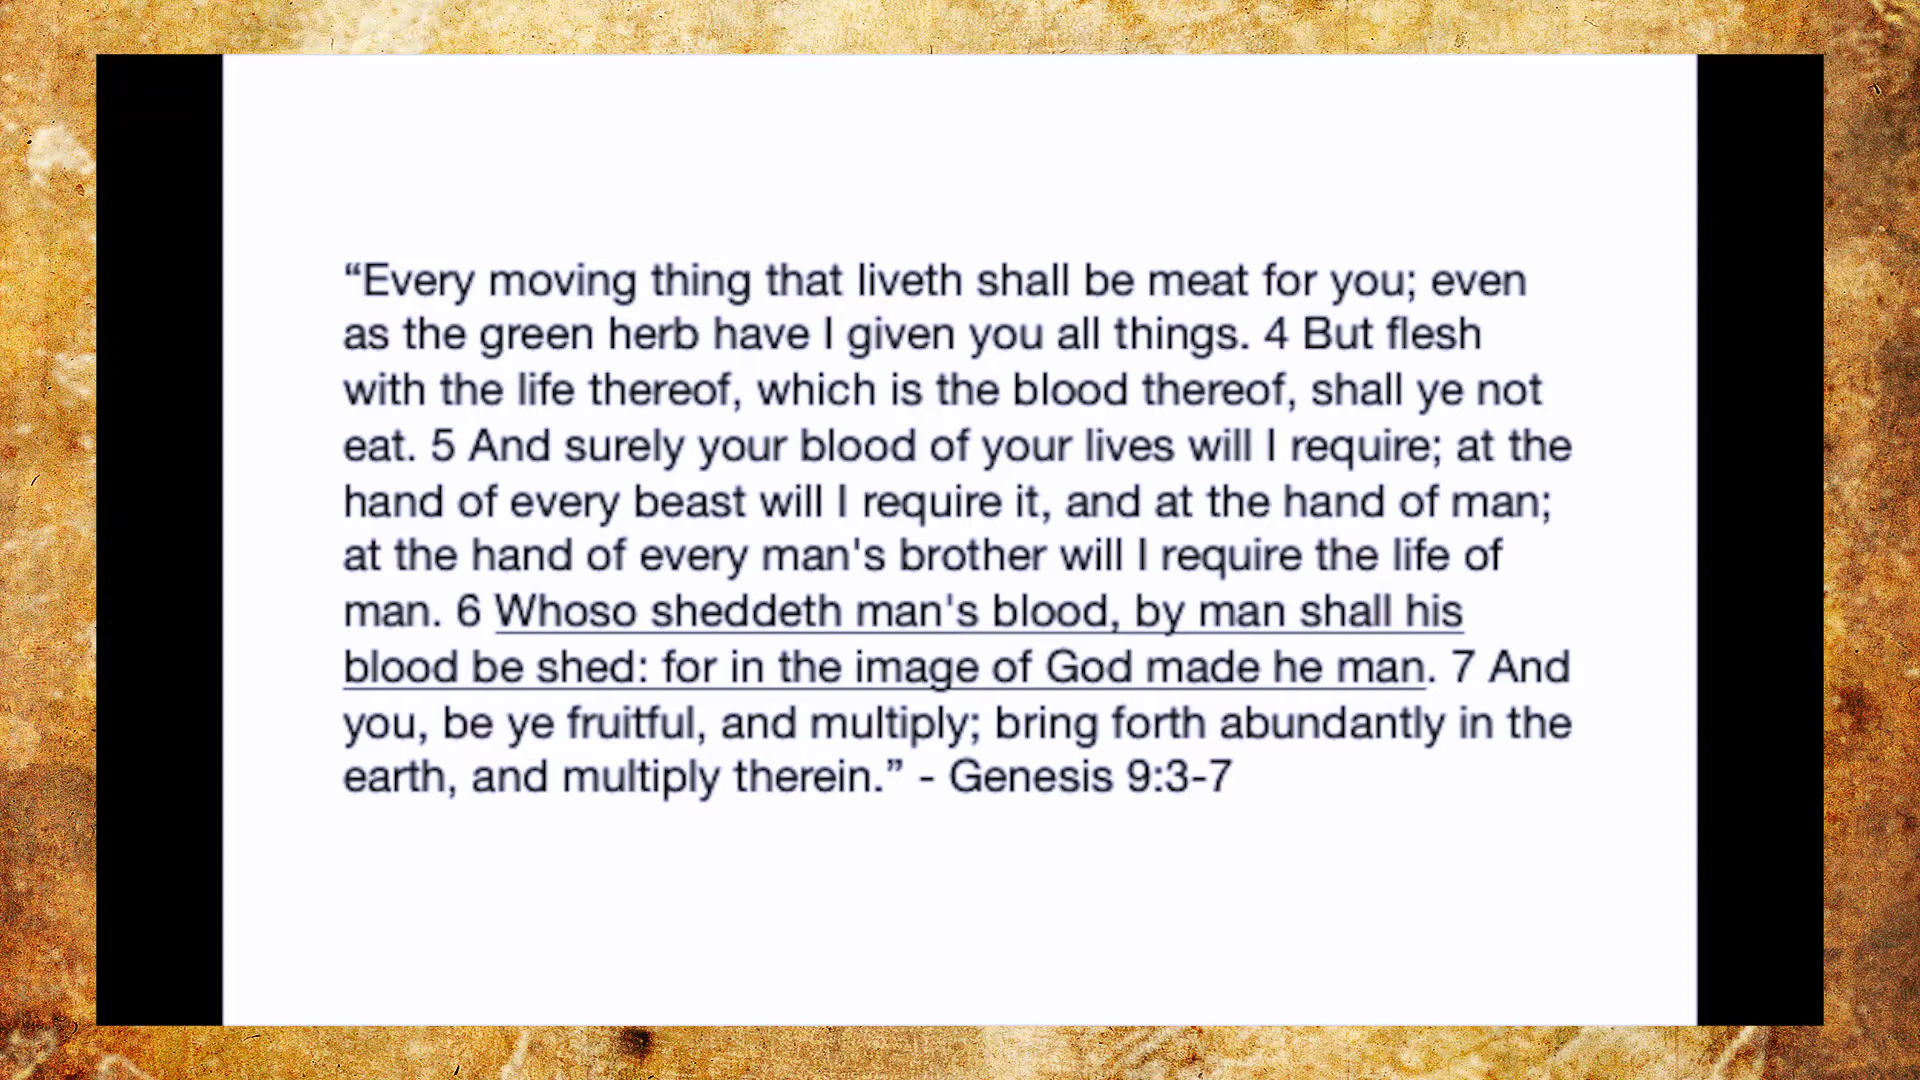 “Every moving thing that liveth shall be meat for you; even
as the green herb have I given you all things. 4 But flesh
with the life thereof, which is the blood thereof, shall ye not
eat. 5 And surely your blood of your lives will I require; at the
hand of every beast will I require it, and at the hand of man;
at the hand of every man's brother will I require the life of
man. 6 Whoso sheddeth man's blood, by man shall his
blood be shed: for in the image of God made he man. 7 And
you, be ye fruitful, and multiply; bring forth abundantly in the
earth, and multiply therein.” - Genesis 9:3-7